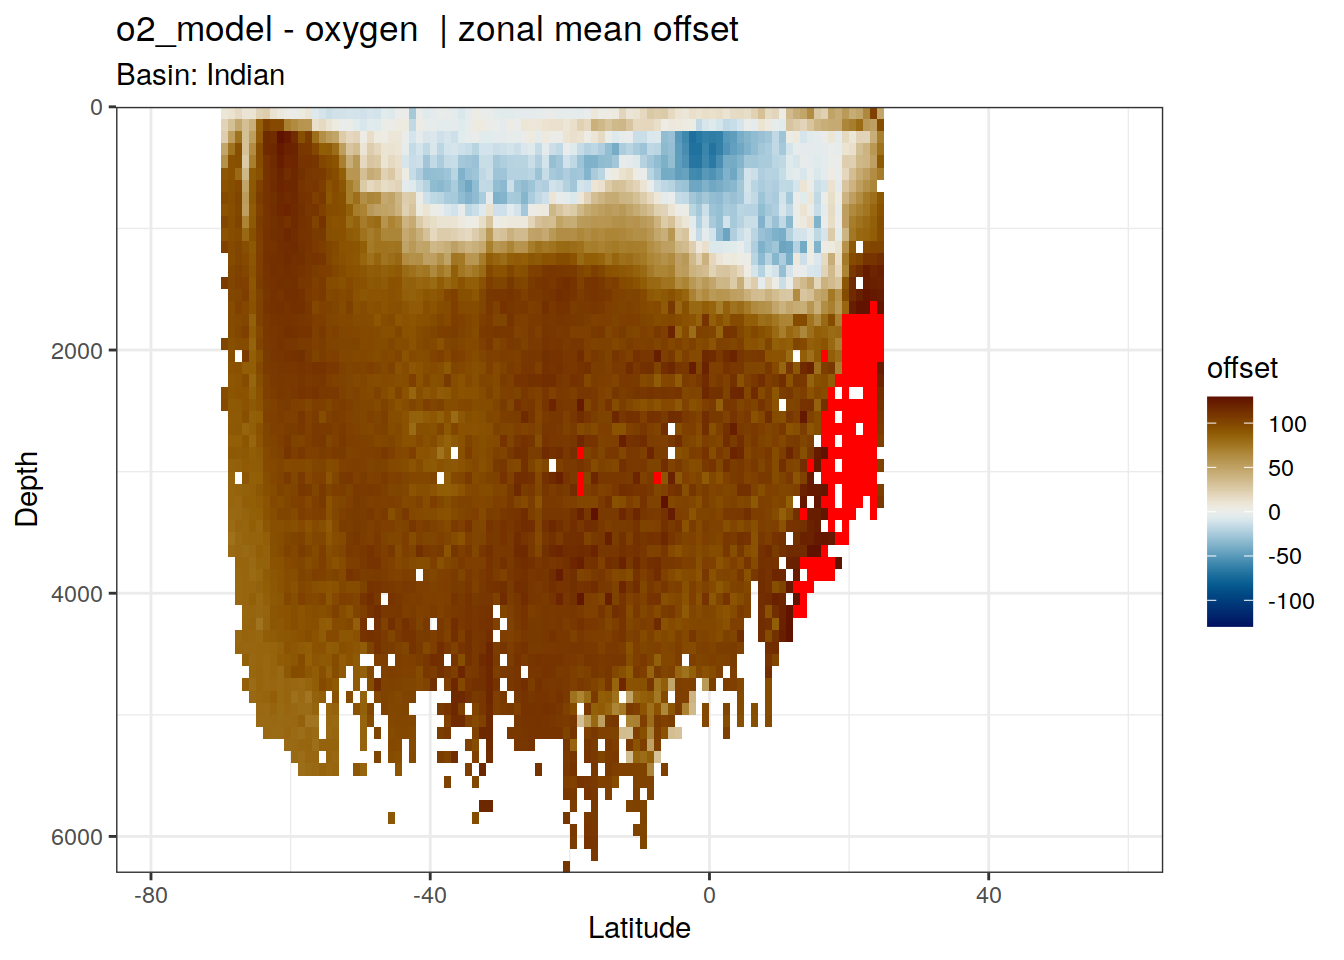 o2_model - oxygen  | zonal mean offset
Basin: Indian
0
2000
4000
6000
Depth
-80
-40
0
40
Latitude
offset
100
50
0
-50
-100